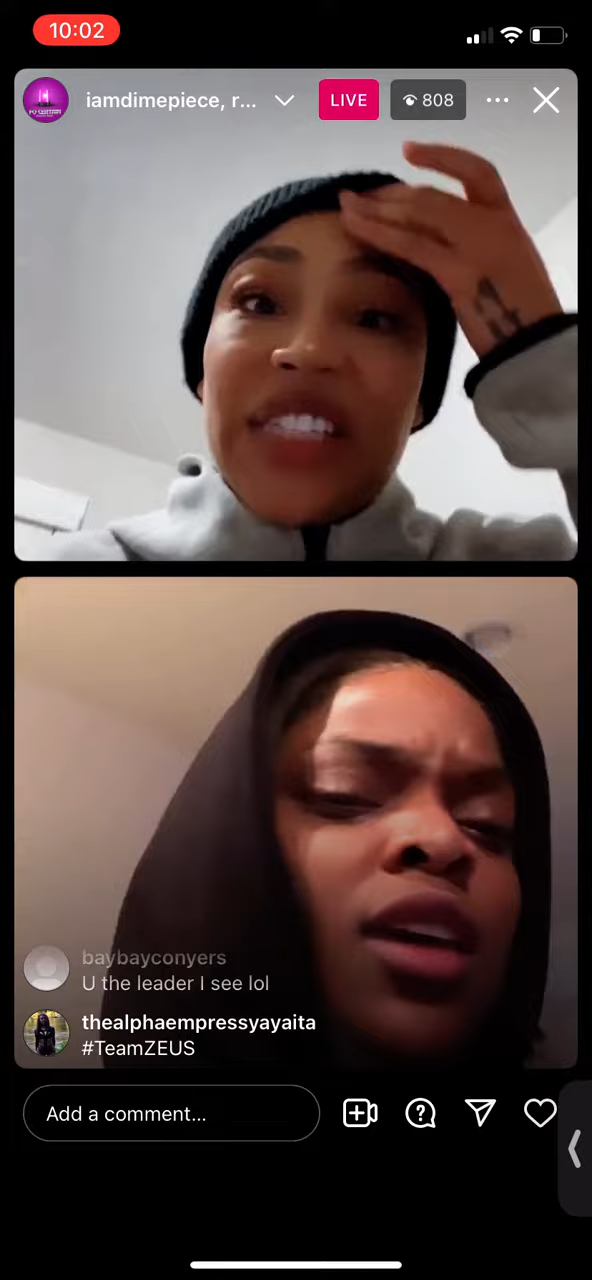 10:02
iamdimepiece, r...
LIVE
808
baybayconyers
U the leader I see lol
thealphaempressyayaita
#TeamZEUS
Add a comment...